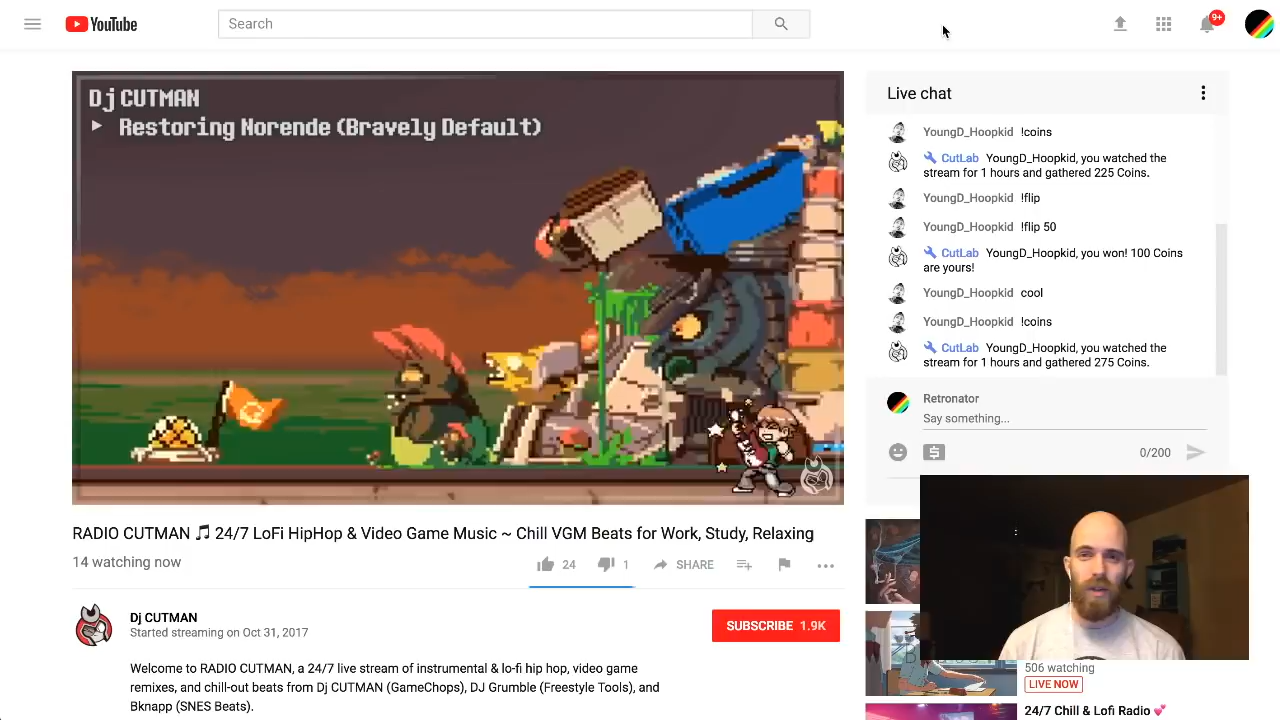 YouTube
Search
9+
Dj CUTMAN
Restoring Norende (Bravely Default)
Live chat
YoungD_Hoopkid !coins
CutLab YoungD_Hoopkid, you watched the
stream for 1 hours and gathered 225 Coins.
YoungD_Hoopkid !flip
YoungD_Hoopkid !flip 50
CutLab YoungD_Hoopkid, you won! 100 Coins
are yours!
YoungD_Hoopkid cool
YoungD_Hoopkid !coins
CutLab YoungD_Hoopkid, you watched the
stream for 1 hours and gathered 275 Coins.
Retronator
Say something...
0/200
RADIO CUTMAN 🎵 24/7 LoFi HipHop & Video Game Music ~ Chill VGM Beats for Work, Study, Relaxing
14 watching now
24
1
SHARE
Dj CUTMAN
Started streaming on Oct 31, 2017
SUBSCRIBE 1.9K
Welcome to RADIO CUTMAN, a 24/7 live stream of instrumental & lo-fi hip hop, video game
remixes, and chill-out beats from Dj CUTMAN (GameChops), DJ Grumble (Freestyle Tools), and
Bknapp (SNES Beats).
506 watching
LIVE NOW
24/7 Chill & Lofi Radio 💕